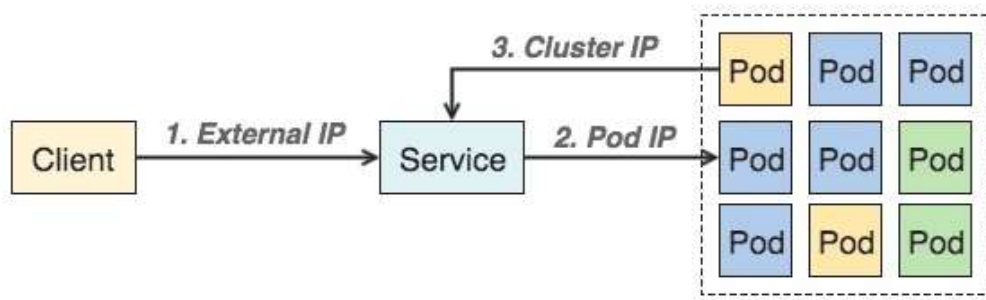 3. Cluster IP
Pod Pod Pod
Client
1. External IP
Service
2. Pod IP
Pod Pod Pod
Pod Pod Pod